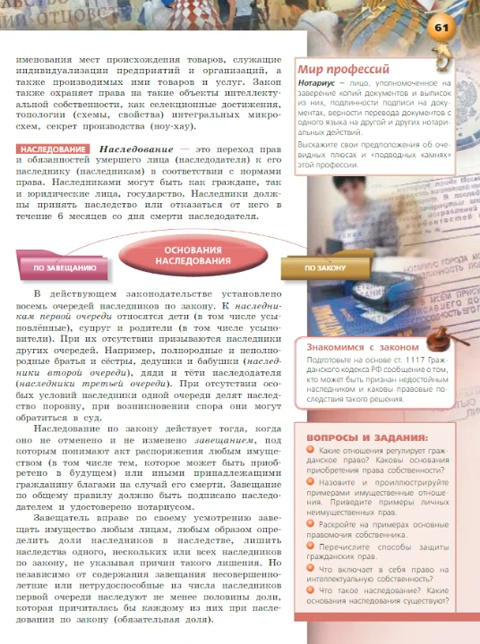 61
именования мест происхождения товаров, служащие
индивидуализации предприятий и организаций, а
также производимых ими товаров и услуг. Закон
также охраняет права на такие объекты интеллекту-
альной собственности, как селекционные достижения,
топологии (схемы, свойства) интегральных микро-
схем, секрет производства (ноу-хау).
НАСЛЕДОВАНИЕ Наследование — это переход прав
и обязанностей умершего лица (наследодателя) к его
наследнику (наследникам) в соответствии с нормами
права. Наследниками могут быть как граждане, так
и юридические лица, государство. Наследники долж-
ны принять наследство или отказаться от него в
течение 6 месяцев со дня смерти наследодателя.
ОСНОВАНИЯ
НАСЛЕДОВАНИЯ
ПО ЗАВЕЩАНИЮ
ПО ЗАКОНУ
В действующем законодательстве установлено
восемь очередей наследников по закону. К наследни-
кам первой очереди относятся дети (в том числе усы-
новлённые), супруг и родители (в том числе усыно-
вители). При их отсутствии призываются наследники
других очередей. Например, полнородные и неполно-
родные братья и сёстры, дедушки и бабушки (наслед-
ники второй очереди), дяди и тёти наследодателя
(наследники третьей очереди). При отсутствии осо-
бых условий наследники одной очереди делят наслед-
ство поровну, при возникновении спора они могут
обратиться в суд.
Наследование по закону действует тогда, когда
оно не отменено и не изменено завещанием, под
которым понимают акт распоряжения любым имуще-
ством (в том числе тем, которое может быть приоб-
ретено в будущем) или иными принадлежащими
гражданину благами на случай его смерти. Завещание
по общему правилу должно быть подписано наследо-
дателем и удостоверено нотариусом.
Завещатель вправе по своему усмотрению заве-
щать имущество любым лицам, любым образом опре-
делить доли наследников в наследстве, лишить
наследства одного, нескольких или всех наследников
по закону, не указывая причин такого лишения. Но
независимо от содержания завещания несовершенно-
летние или нетрудоспособные из числа наследников
первой очереди наследуют не менее половины доли,
которая причиталась бы каждому из них при насле-
довании по закону (обязательная доля).
Мир профессий
Нотариус — лицо, уполномоченное на
заверение копий документов и выписок
из них, подлинности подписи на доку-
ментах, верности перевода документов с
одного языка на другой и других нотари-
альных действий.
Выскажите свои предположения об оче-
видных плюсах и «подводных камнях»
этой профессии.
Знакомимся с законом
Подготовьте на основе ст. 1117 Граж-
данского кодекса РФ сообщение о том,
кто может быть признан недостойным
наследником и каковы правовые по-
следствия такого решения.
ВОПРОСЫ И ЗАДАНИЯ:
Какие отношения регулирует граж-
данское право? Каковы основания
приобретения права собственности?
Назовите и проиллюстрируйте
примерами имущественные отноше-
ния. Приведите примеры личных
неимущественных прав.
Раскройте на примерах основные
правомочия собственника.
Перечислите способы защиты
гражданских прав.
Что включает в себя право на
интеллектуальную собственность?
Что такое наследование? Какие
основания наследования существуют?